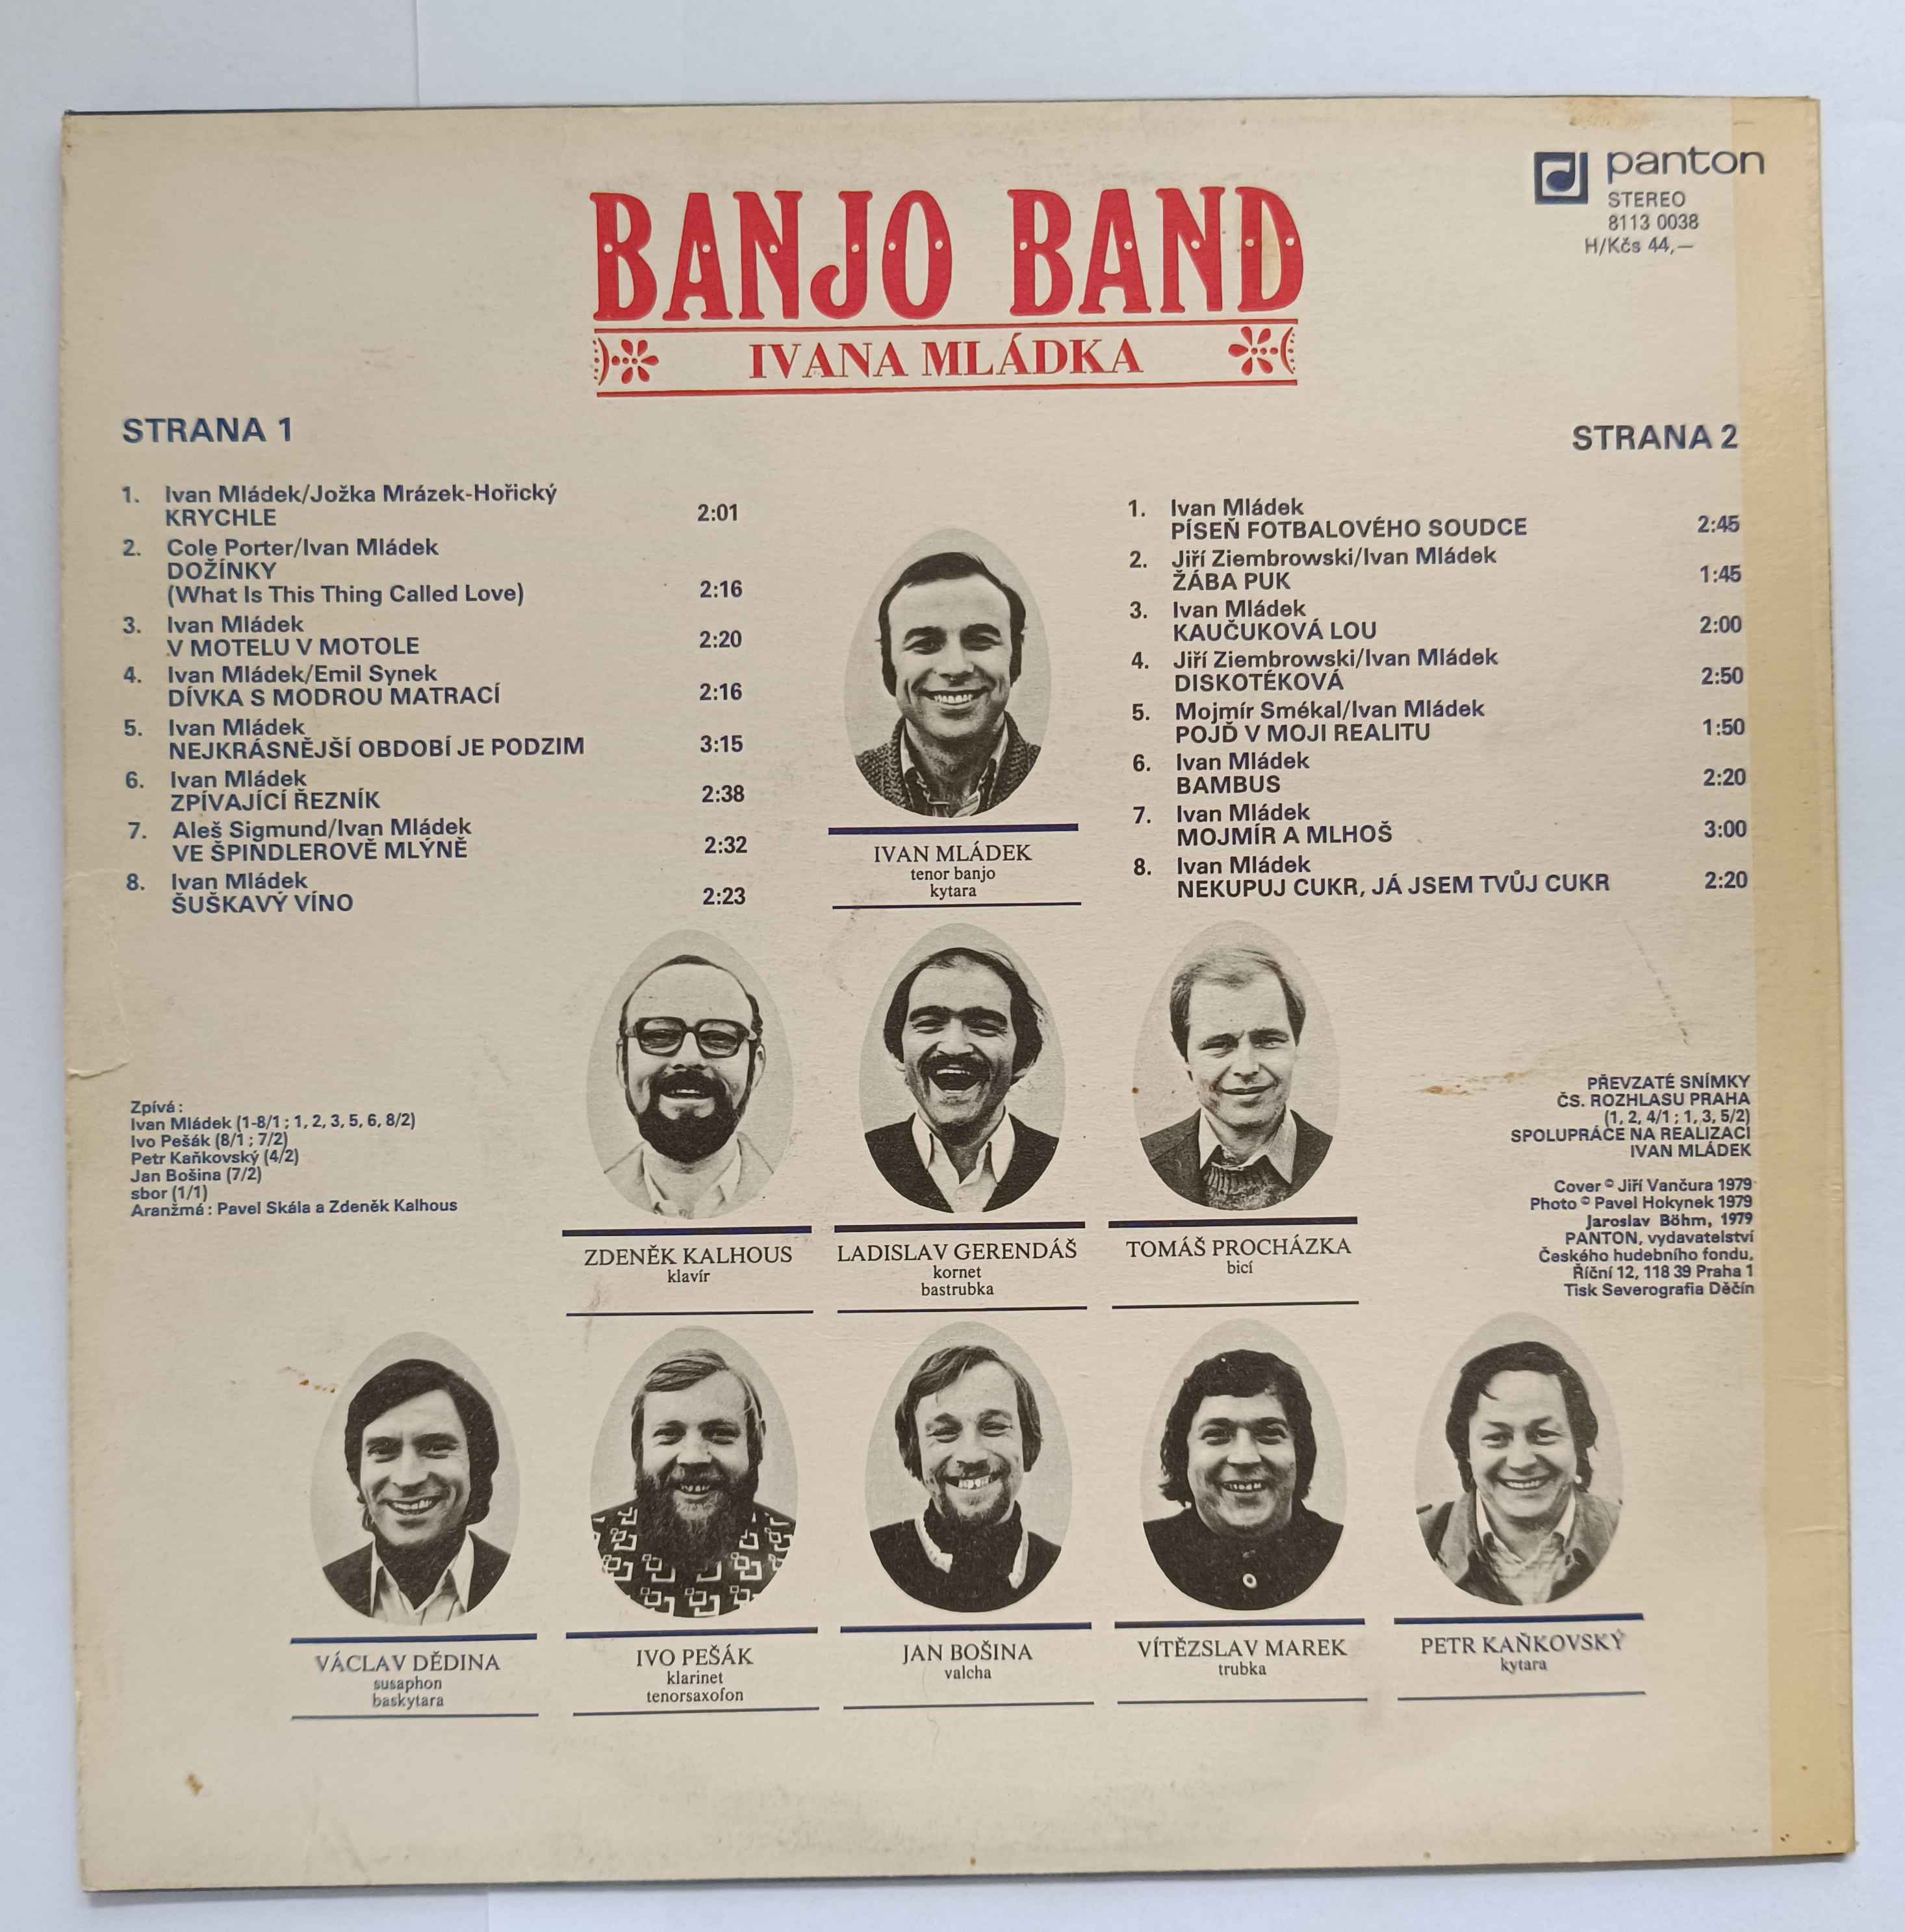 panton
STEREO
8113 0038
H/Kčs 44,—
BANJO BAND
IVANA MLÁDKA
STRANA 1
1. Ivan Mládek/Jožka Mrázek-Hořický
KRYCHLE 2:01
2. Cole Porter/Ivan Mládek
DOŽÍNKY
(What Is This Thing Called Love) 2:16
3. Ivan Mládek
V MOTELU V MOTOLE 2:20
4. Ivan Mládek/Emil Synek
DÍVKA S MODROU MATRACÍ 2:16
5. Ivan Mládek
NEJKRÁSNĚJŠÍ OBDOBÍ JE PODZIM 3:15
6. Ivan Mládek
ZPÍVAJÍCÍ ŘEZNÍK 2:38
7. Aleš Sigmund/Ivan Mládek
VE ŠPINDLEROVĚ MLÝNĚ 2:32
8. Ivan Mládek
ŠUŠKAVÝ VÍNO 2:23
STRANA 2
1. Ivan Mládek
PÍSEŇ FOTBALOVÉHO SOUDCE 2:45
2. Jiří Ziembrowski/Ivan Mládek
ŽÁBA PUK 1:45
3. Ivan Mládek
KAUČUKOVÁ LOU 2:00
4. Jiří Ziembrowski/Ivan Mládek
DISKOTÉKOVÁ 2:50
5. Mojmír Smékal/Ivan Mládek
POJĎ V MOJI REALITU 1:50
6. Ivan Mládek
BAMBUS 2:20
7. Ivan Mládek
MOJMÍR A MLHOŠ 3:00
8. Ivan Mládek
NEKUPUJ CUKR, JÁ JSEM TVŮJ CUKR 2:20
IVAN MLÁDEK
tenor banjo
kytara
Zpívá:
Ivan Mládek (1-8/1; 1, 2, 3, 5, 6, 8/2)
Ivo Pešák (8/1; 7/2)
Petr Kaňkovský (4/2)
Jan Bošina (7/2)
sbor (1/1)
Aranžmá: Pavel Skála a Zdeněk Kalhous
PŘEVZATÉ SNÍMKY
ČS. ROZHLASU PRAHA
(1, 2, 4/1; 1, 3, 5/2)
SPOLUPRÁCE NA REALIZACI
IVAN MLÁDEK
Cover © Jiří Vančura 1979
Photo © Pavel Hokynek 1979
Jaroslav Böhm, 1979
PANTON, vydavatelství
Českého hudebního fondu,
Říční 12, 118 39 Praha 1
Tisk Severografia Děčín
ZDENĚK KALHOUS
klavír
LADISLAV GERENDÁŠ
kornet
bastrubka
TOMÁŠ PROCHÁZKA
bicí
VÁCLAV DĚDINA
susaphon
baskytara
IVO PEŠÁK
klarinet
tenorsaxofon
JAN BOŠINA
valcha
VÍTĚZSLAV MAREK
trubka
PETR KAŇKOVSKÝ
kytara